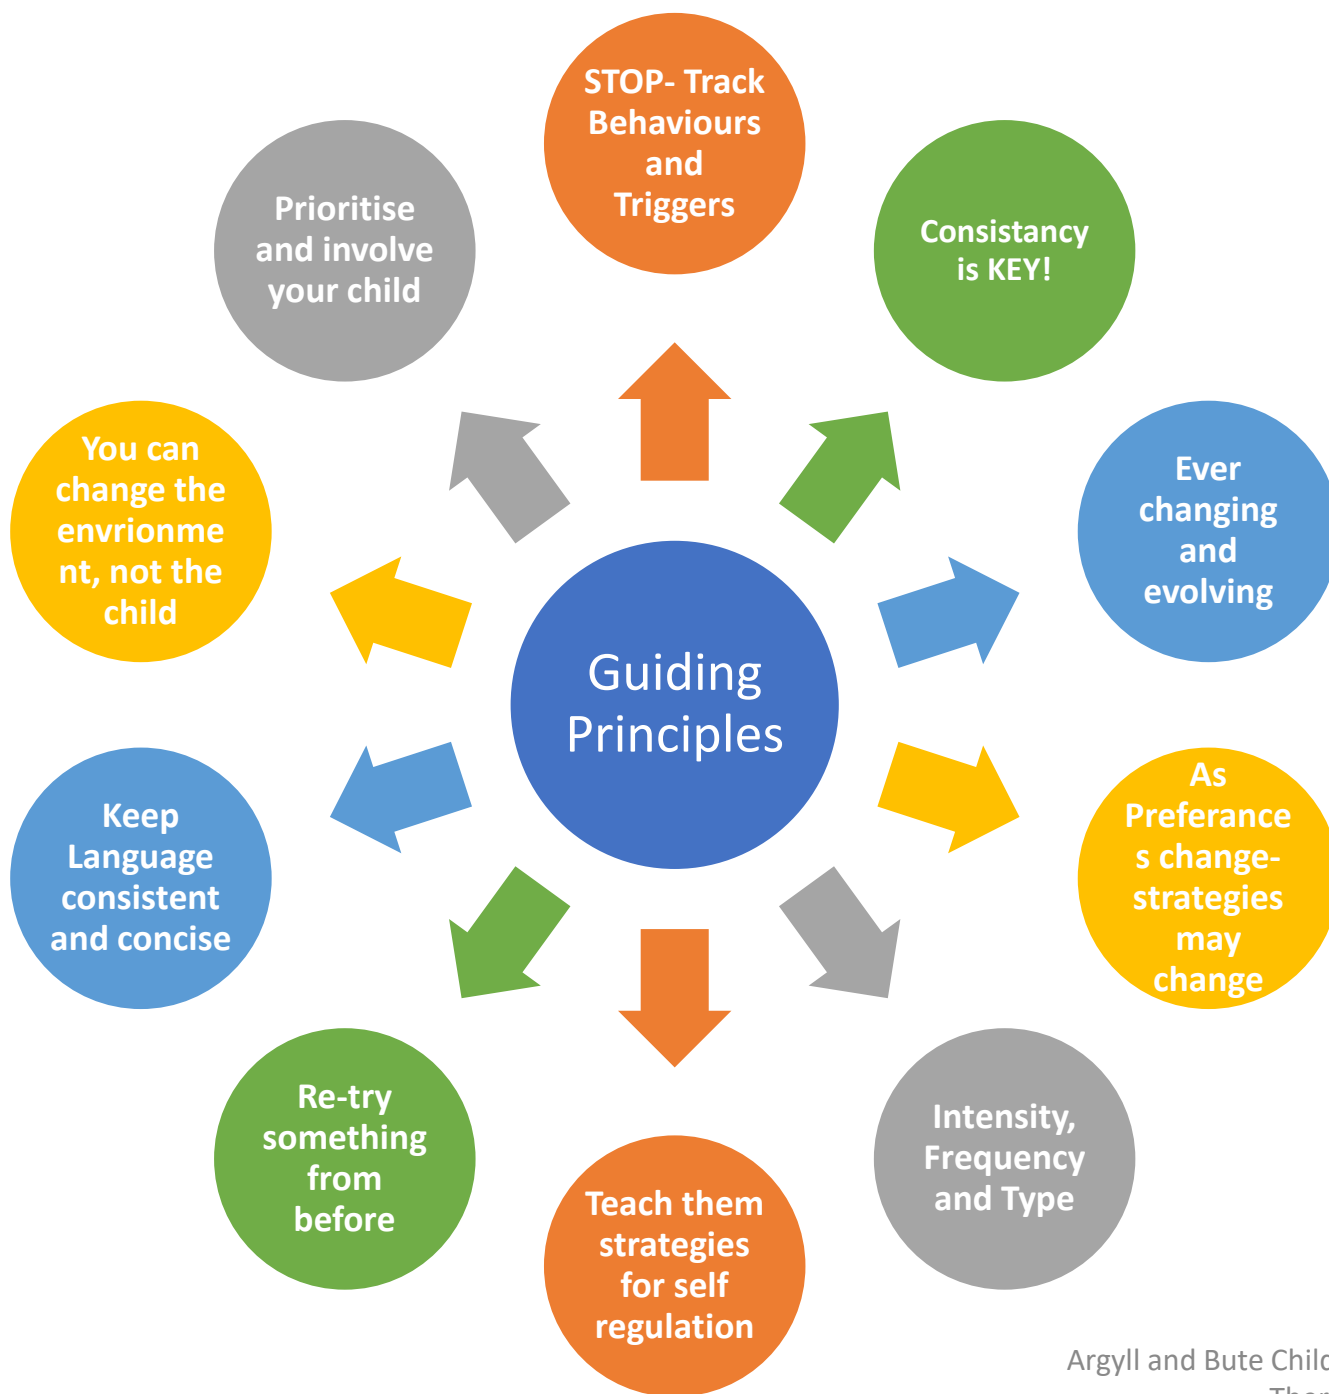 Guiding
Principles
STOP- Track
Behaviours
and
Triggers
Consistancy
is KEY!
Ever
changing
and
evolving
As
Preferance
s change-
strategies
may
change
Intensity,
Frequency
and Type
Teach them
strategies
for self
regulation
Re-try
something
from
before
Keep
Language
consistent
and concise
You can
change the
envrionme
nt, not the
child
Prioritise
and involve
your child
Argyll and Bute